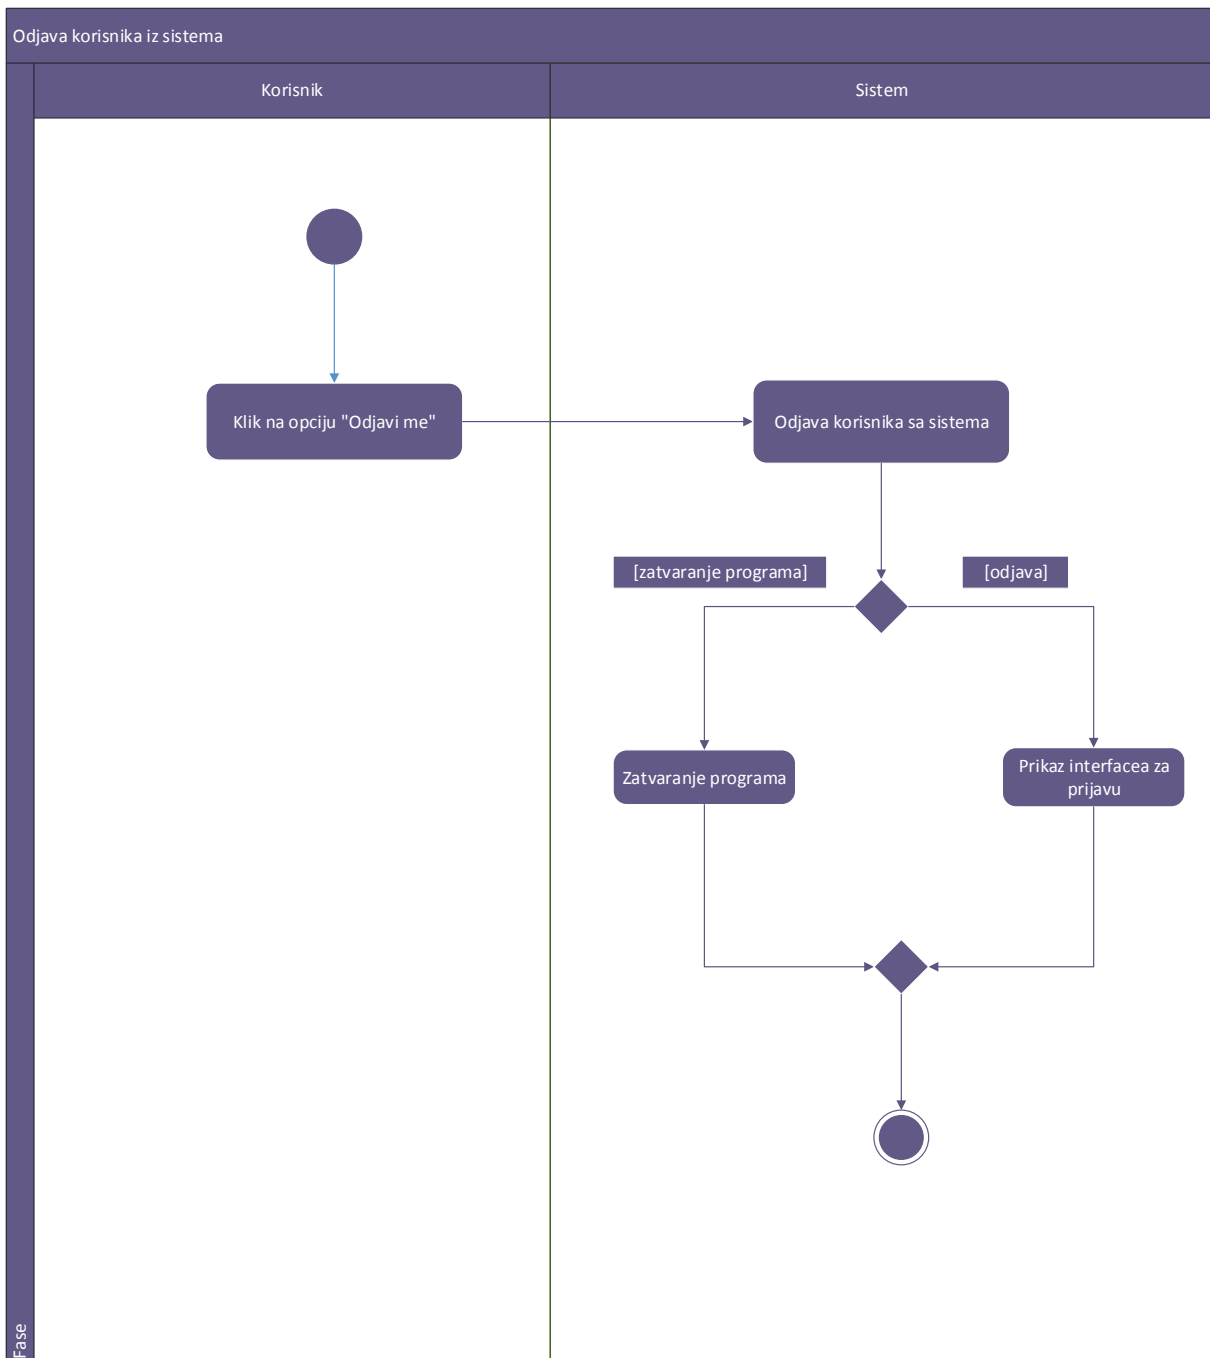 Odjava korisnika iz sistema
Korisnik
Sistem
Klik na opciju "Odjavi me"
Odjava korisnika sa sistema
[zatvaranje programa]
[odjava]
Zatvaranje programa
Prikaz interfacea za
prijavu
Fase